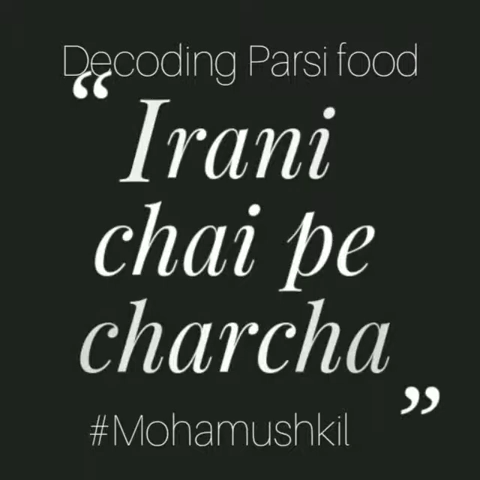 Decoding Parsi food
“
Irani
chai pe
charcha
”
#Mohamushkil